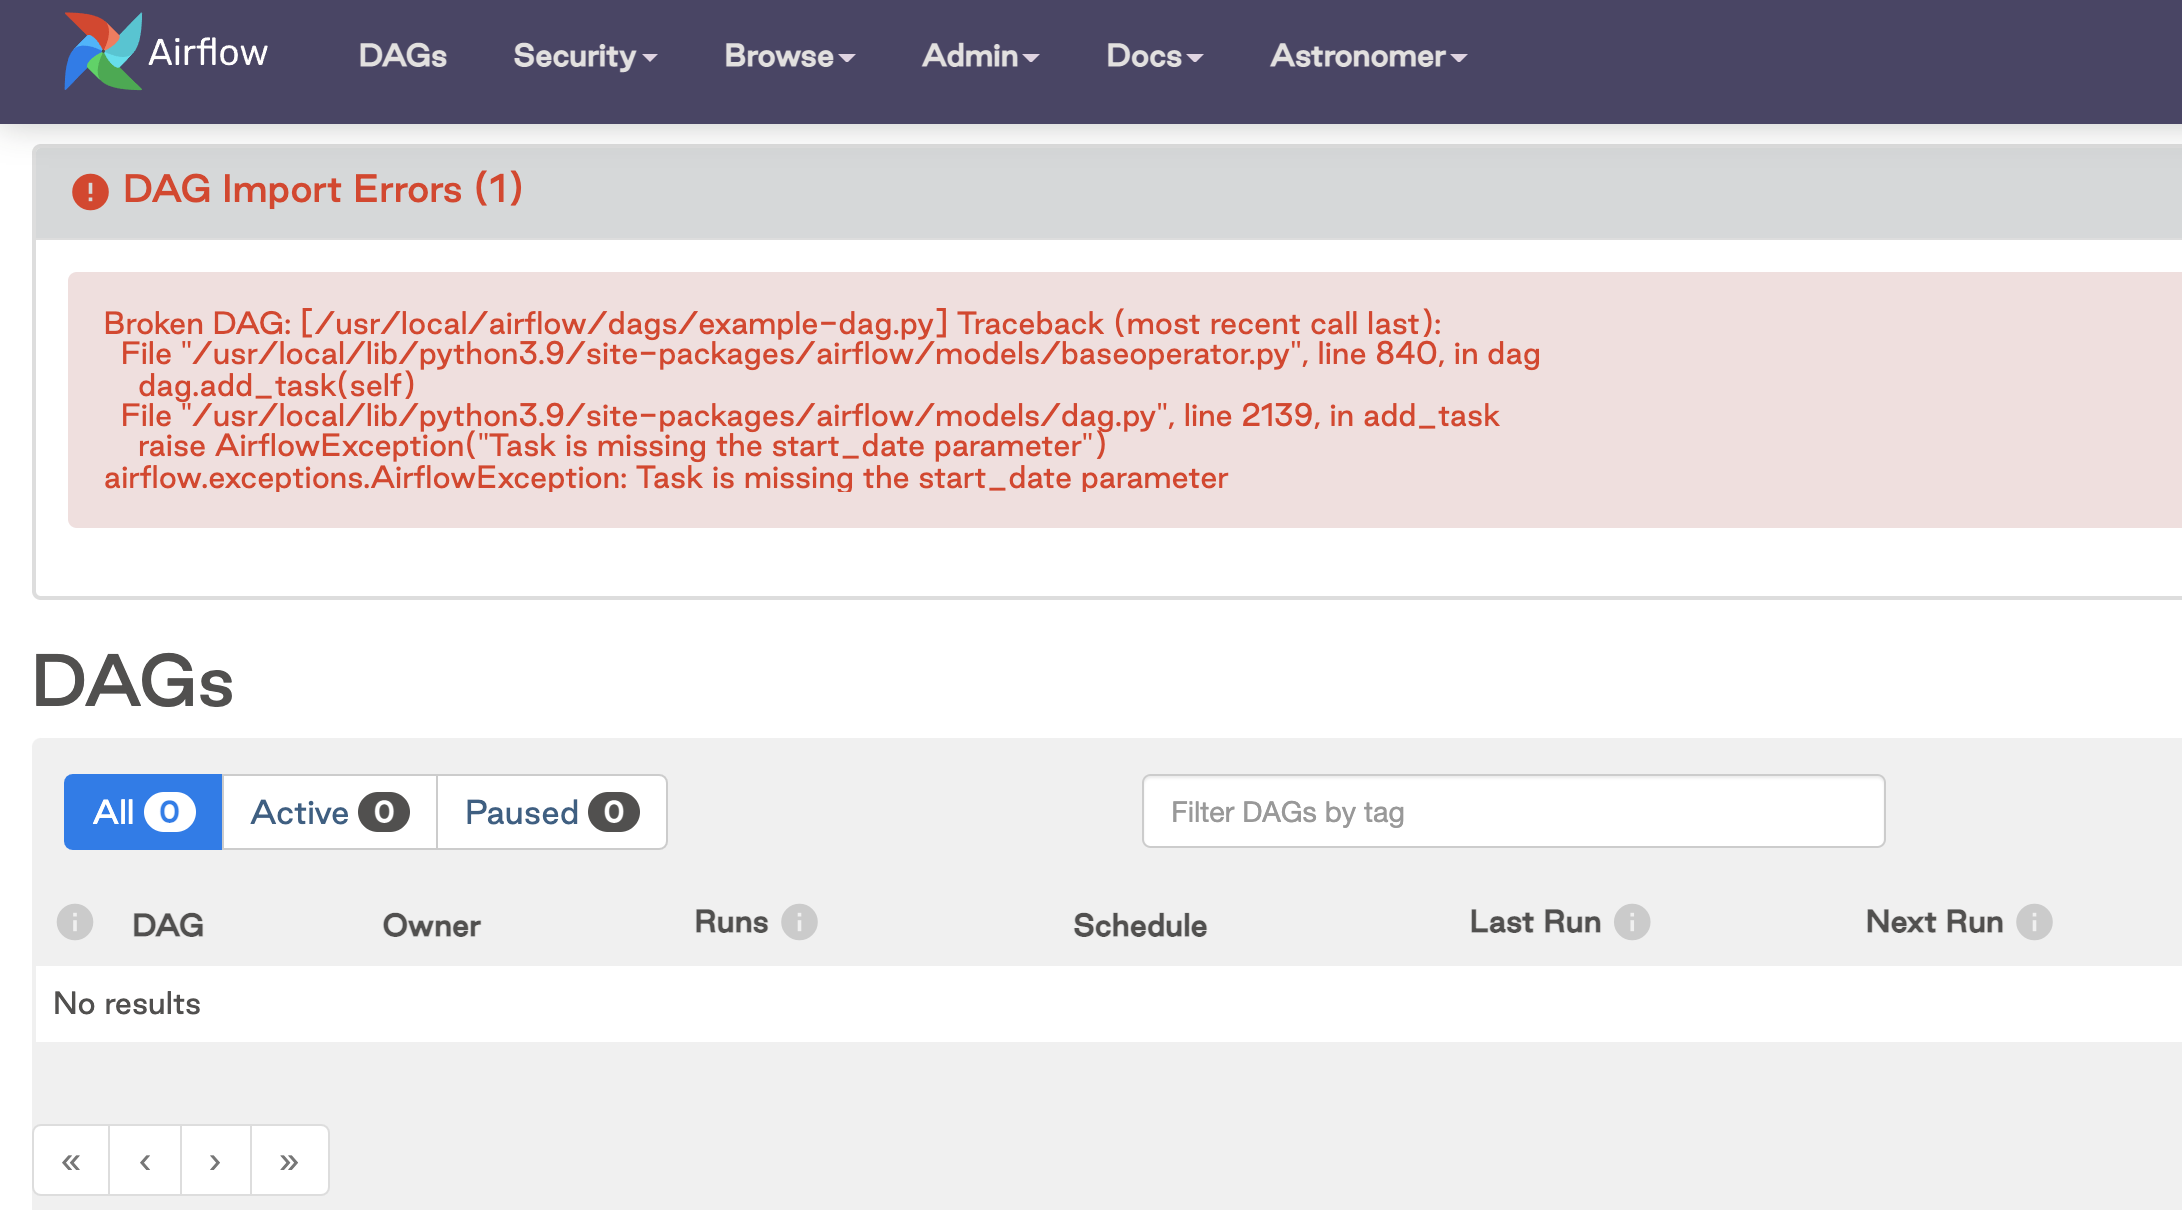 Airflow DAGs Security Browse Admin Docs Astronomer
! DAG Import Errors (1)
Broken DAG: [/usr/local/airflow/dags/example-dag.py] Traceback (most recent call last):
File "/usr/local/lib/python3.9/site-packages/airflow/models/baseoperator.py", line 840, in dag
dag.add_task(self)
File "/usr/local/lib/python3.9/site-packages/airflow/models/dag.py", line 2139, in add_task
raise AirflowException("Task is missing the start_date parameter")
airflow.exceptions.AirflowException: Task is missing the start_date parameter
DAGs
All 0 Active 0 Paused 0 Filter DAGs by tag
i DAG Owner Runs i Schedule Last Run i Next Run i
No results
« ‹ › »